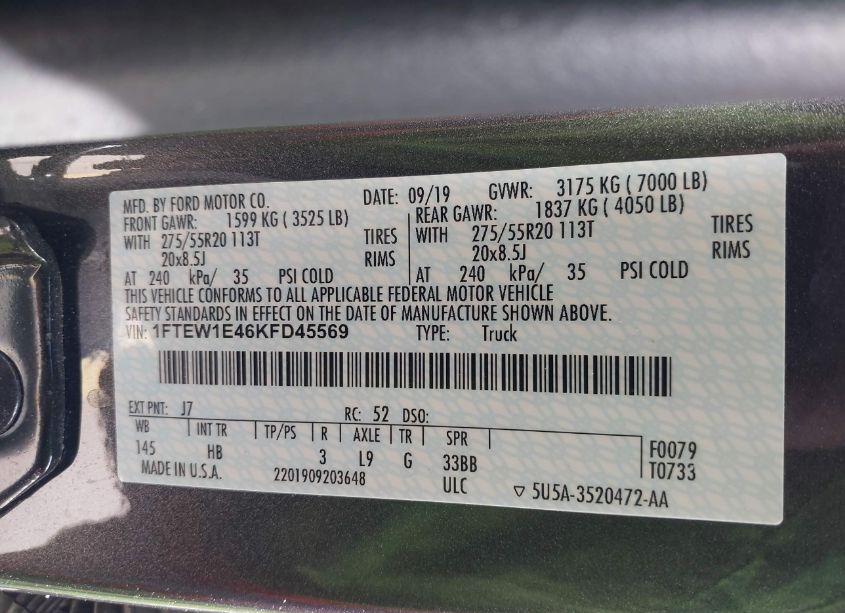 MFD. BY FORD MOTOR CO. DATE: 09/19 GVWR: 3175 KG ( 7000 LB)
FRONT GAWR: 1599 KG ( 3525 LB) REAR GAWR: 1837 KG ( 4050 LB)
WITH 275/55R20 113T TIRES WITH 275/55R20 113T TIRES
20x8.5J RIMS 20x8.5J RIMS
AT 240 kPa/ 35 PSI COLD AT 240 kPa/ 35 PSI COLD
THIS VEHICLE CONFORMS TO ALL APPLICABLE FEDERAL MOTOR VEHICLE
SAFETY STANDARDS IN EFFECT ON THE DATE OF MANUFACTURE SHOWN ABOVE.
VIN: 1FTEW1E46KFD45569 TYPE: Truck
EXT PNT: J7 RC: 52 DSO:
WB INT TR TP/PS R AXLE TR SPR F0079
145 HB 3 L9 G 33BB T0733
MADE IN U.S.A. 2201909203648 ULC ▽ 5U5A-3520472-AA